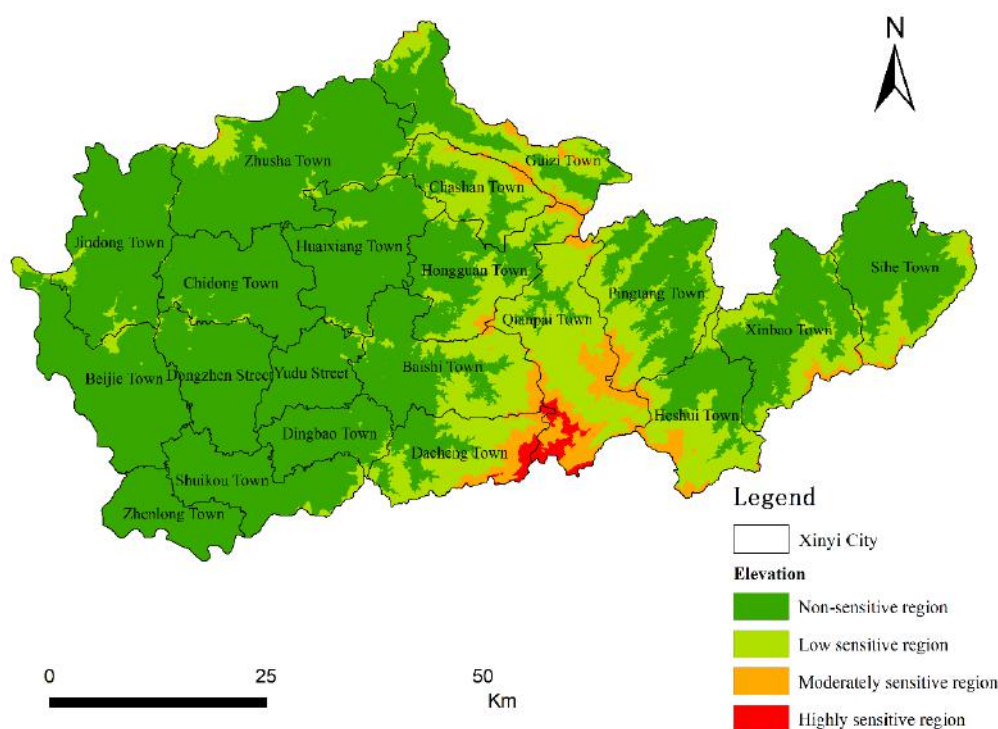 N
Zhusha Town
Guizi Town
Chashan Town
Jindong Town
Huaixiang Town
Hongguan Town
Sihe Town
Chidong Town
Pingtang Town
Qianpai Town
Xinbao Town
Baishi Town
Beijie Town
Dongzhen Street
Yudu Street
Heshui Town
Dingbao Town
Dacheng Town
Shuikou Town
Zhenlong Town
Legend
Xinyi City
Elevation
Non-sensitive region
Low sensitive region
Moderately sensitive region
Highly sensitive region
0 25 50
Km